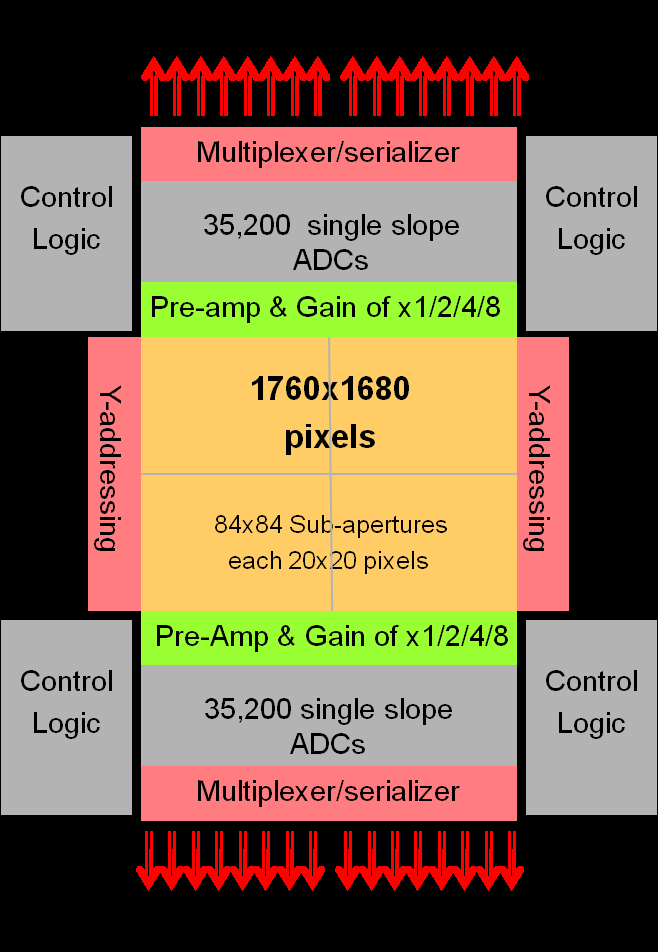 Multiplexer/serializer
Control
Logic
35,200 single slope
ADCs
Control
Logic
Pre-amp & Gain of x1/2/4/8
Y-addressing
1760x1680
pixels
84x84 Sub-apertures
each 20x20 pixels
Y-addressing
Pre-Amp & Gain of x1/2/4/8
Control
Logic
35,200 single slope
ADCs
Control
Logic
Multiplexer/serializer